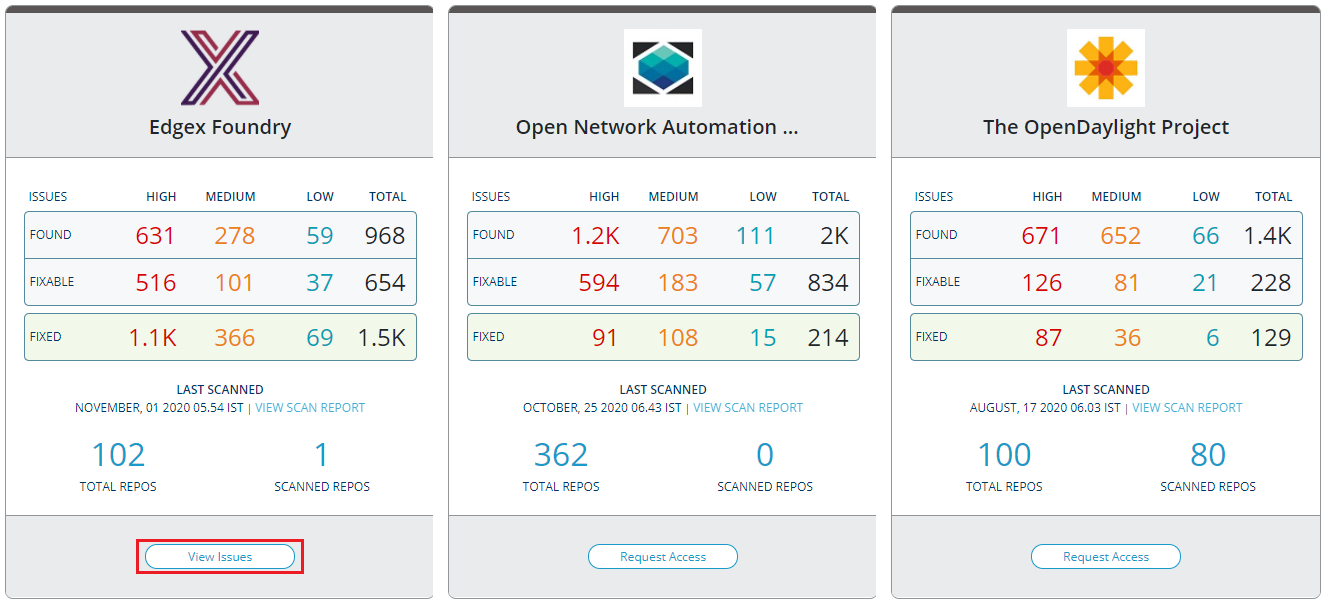 Edgex Foundry
ISSUES HIGH MEDIUM LOW TOTAL
FOUND 631 278 59 968
FIXABLE 516 101 37 654
FIXED 1.1K 366 69 1.5K
LAST SCANNED
NOVEMBER, 01 2020 05.54 IST | VIEW SCAN REPORT
102 1
TOTAL REPOS SCANNED REPOS
View Issues
Open Network Automation ...
ISSUES HIGH MEDIUM LOW TOTAL
FOUND 1.2K 703 111 2K
FIXABLE 594 183 57 834
FIXED 91 108 15 214
LAST SCANNED
OCTOBER, 25 2020 06.43 IST | VIEW SCAN REPORT
362 0
TOTAL REPOS SCANNED REPOS
Request Access
The OpenDaylight Project
ISSUES HIGH MEDIUM LOW TOTAL
FOUND 671 652 66 1.4K
FIXABLE 126 81 21 228
FIXED 87 36 6 129
LAST SCANNED
AUGUST, 17 2020 06.03 IST | VIEW SCAN REPORT
100 80
TOTAL REPOS SCANNED REPOS
Request Access